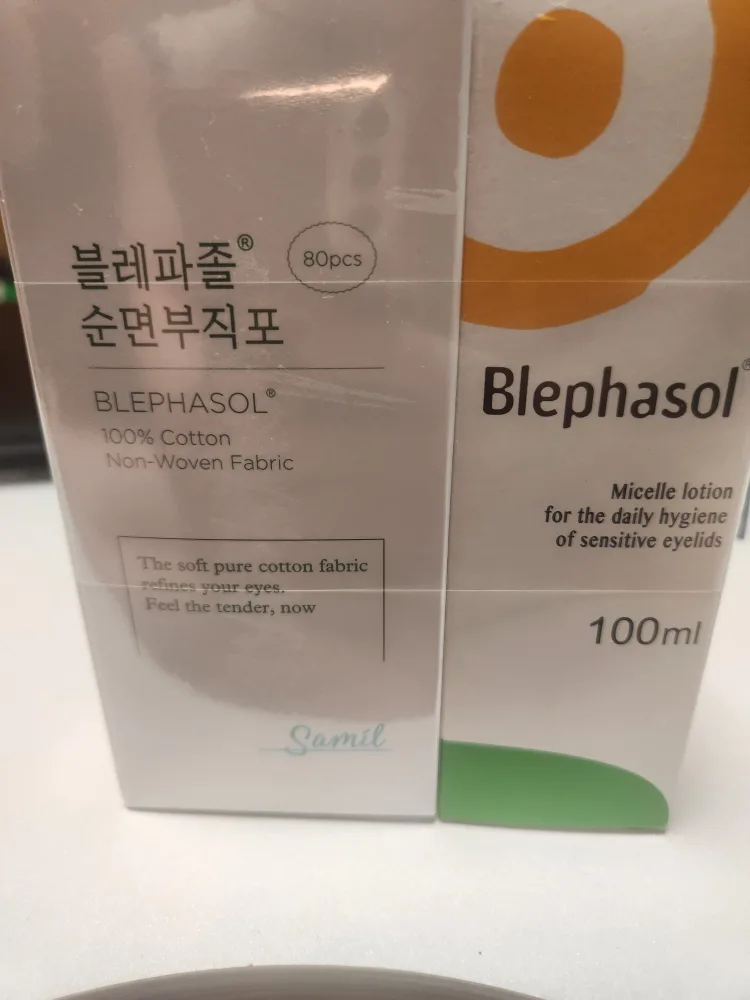 블레파졸®
80pcs
순면부직포
BLEPHASOL®
100% Cotton
Non-Woven Fabric
The soft pure cotton fabric
refines your eyes.
Feel the tender, now
Samil
Blephasol®
Micelle lotion
for the daily hygiene
of sensitive eyelids
100ml